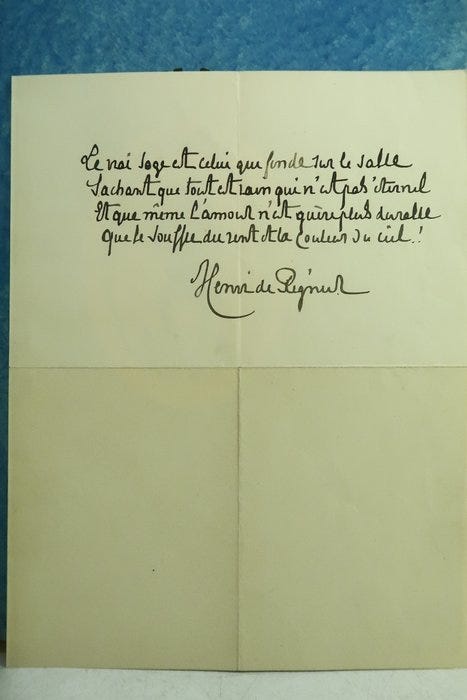 Le vrai Sage est celui qui fonde sur le sable
Sachant que tout est vain qui n'est pas éternel
Et que même l'amour n'est guère plus durable
Que le souffle du vent et la couleur du ciel!
Henri de Régnier